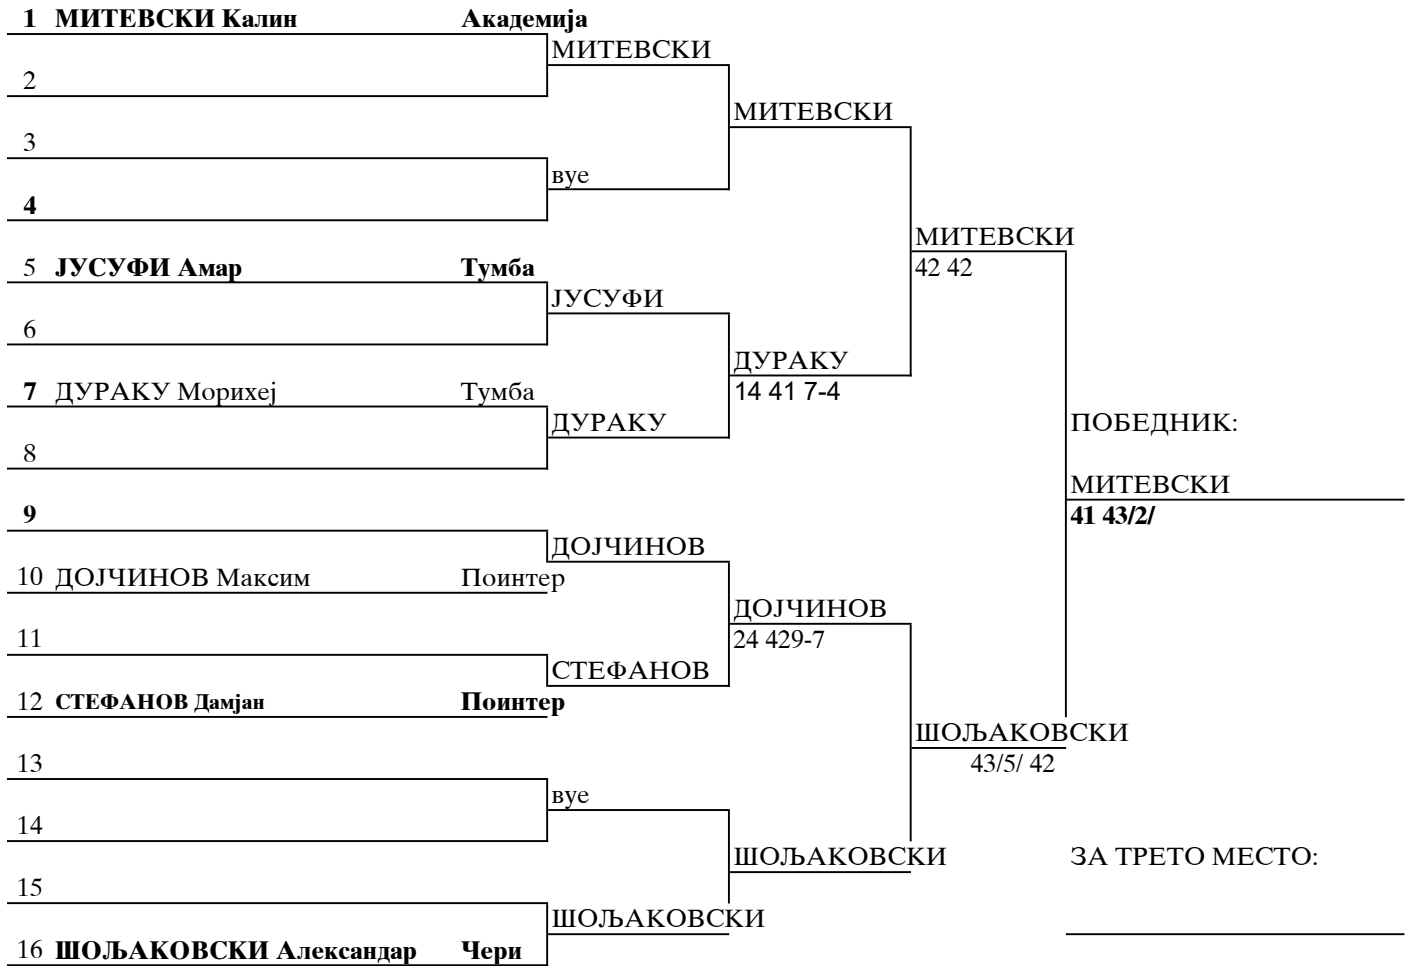 1 МИТЕВСКИ Калин Академија
МИТЕВСКИ
2
МИТЕВСКИ
3
вуе
4
МИТЕВСКИ
5 ЈУСУФИ Амар Тумба
42 42
ЈУСУФИ
6
ДУРАКУ
7 ДУРАКУ Морихеј Тумба
14 41 7-4
ДУРАКУ
ПОБЕДНИК:
8
МИТЕВСКИ
9
41 43/2/
ДОЈЧИНОВ
10 ДОЈЧИНОВ Максим Поинтер
ДОЈЧИНОВ
11
24 429-7
СТЕФАНОВ
12 СТЕФАНОВ Дамјан Поинтер
ШОЉАКОВСКИ
13
43/5/ 42
вуе
14
ШОЉАКОВСКИ
ЗА ТРЕТО МЕСТО:
15
ШОЉАКОВСКИ
16 ШОЉАКОВСКИ Александар Чери